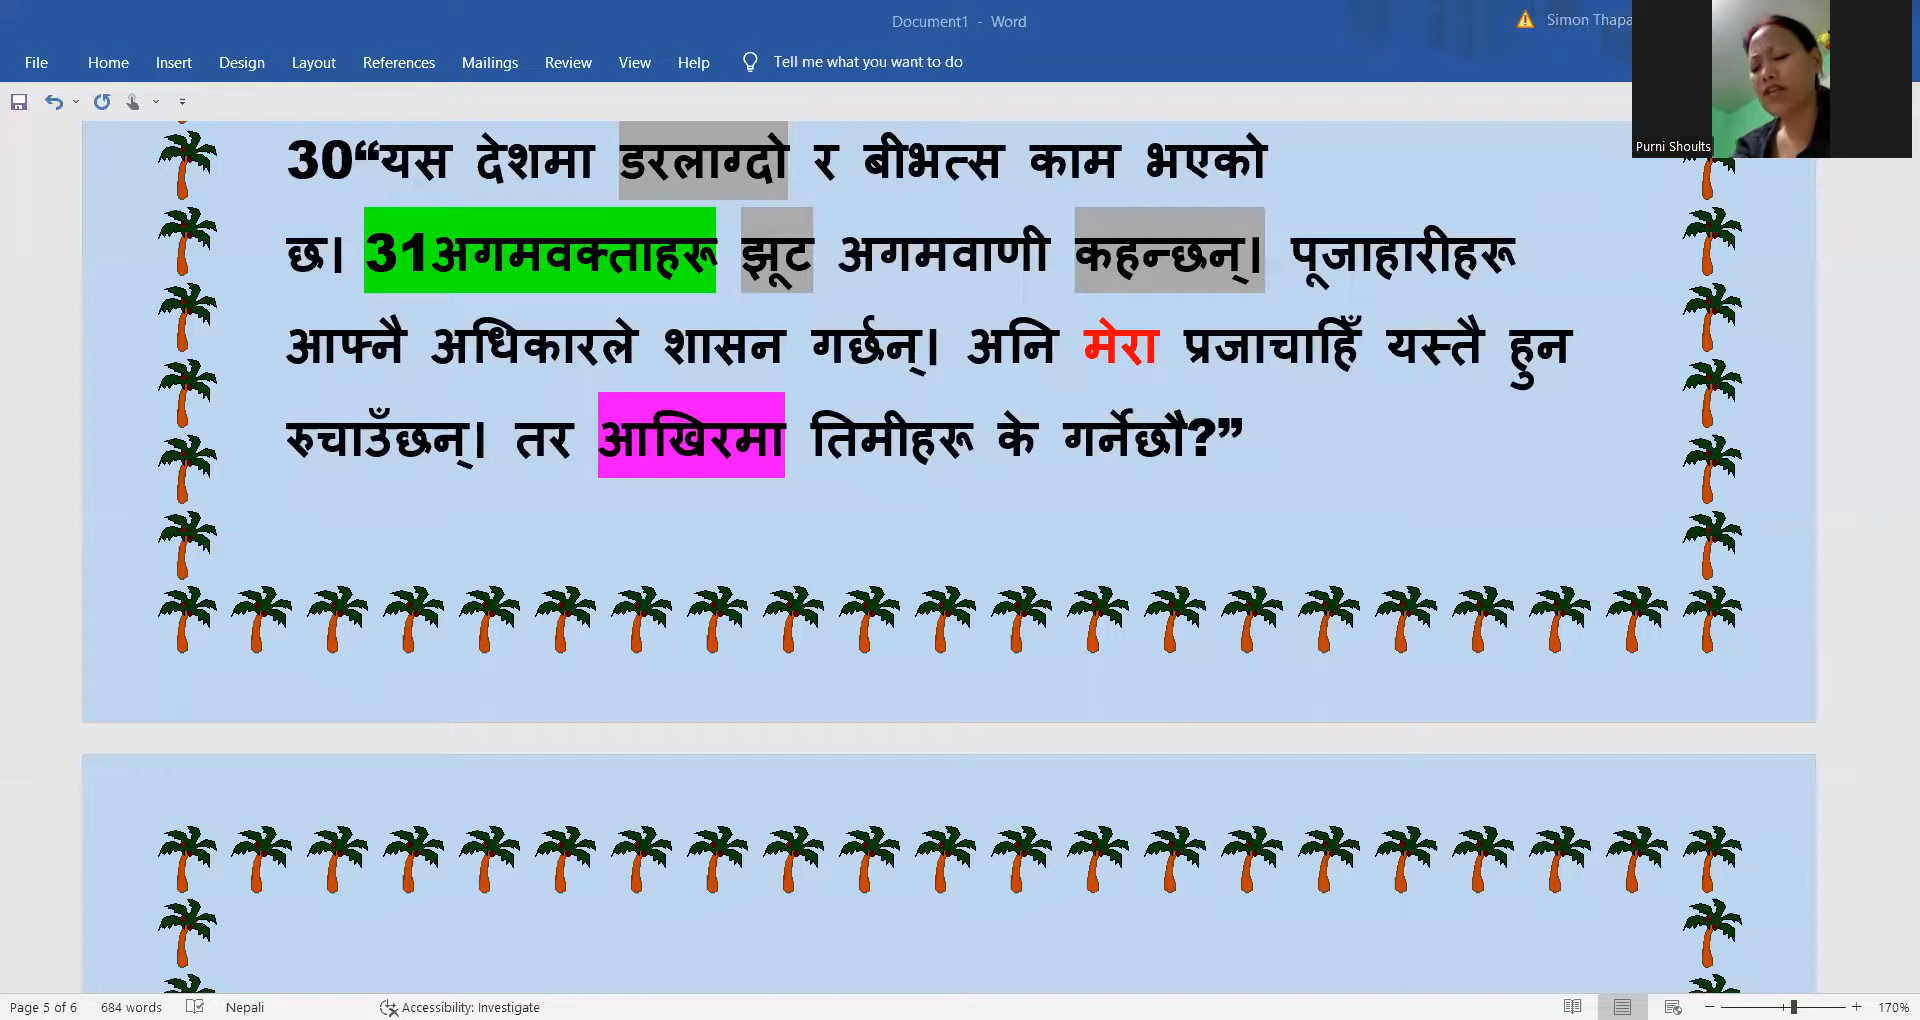 Document1 - Word
Simon Thapa
File Home Insert Design Layout References Mailings Review View Help Tell me what you want to do
Purni Shoults
30“यस देशमा डरलाग्दो र बीभत्स काम भएको
छ। 31अगमवक्ताहरू झूट अगमवाणी कहन्छन्। पूजाहारीहरू
आफ्नै अधिकारले शासन गर्छन्। अनि मेरा प्रजाचाहिँ यस्तै हुन
रुचाउँछन्। तर आखिरमा तिमीहरू के गर्नेछौ?”
Page 5 of 6 684 words Nepali Accessibility: Investigate 170%